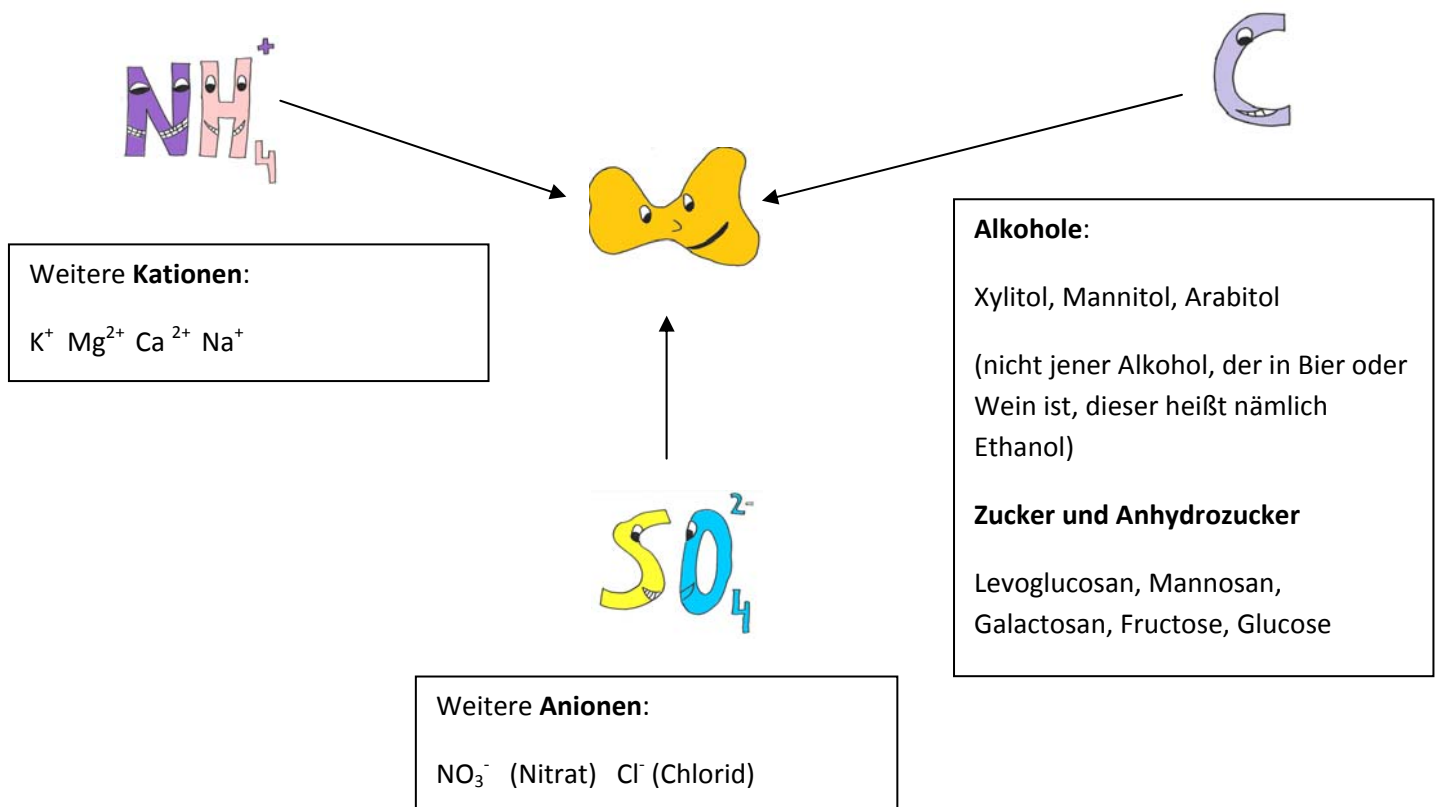 NH₄⁺
C
Weitere Kationen:
K⁺ Mg²⁺ Ca ²⁺ Na⁺
Alkohole:
Xylitol, Mannitol, Arabitol
(nicht jener Alkohol, der in Bier oder
Wein ist, dieser heißt nämlich
Ethanol)
Zucker und Anhydrozucker
Levoglucosan, Mannosan,
Galactosan, Fructose, Glucose
SO₄²⁻
Weitere Anionen:
NO₃⁻ (Nitrat) Cl⁻ (Chlorid)